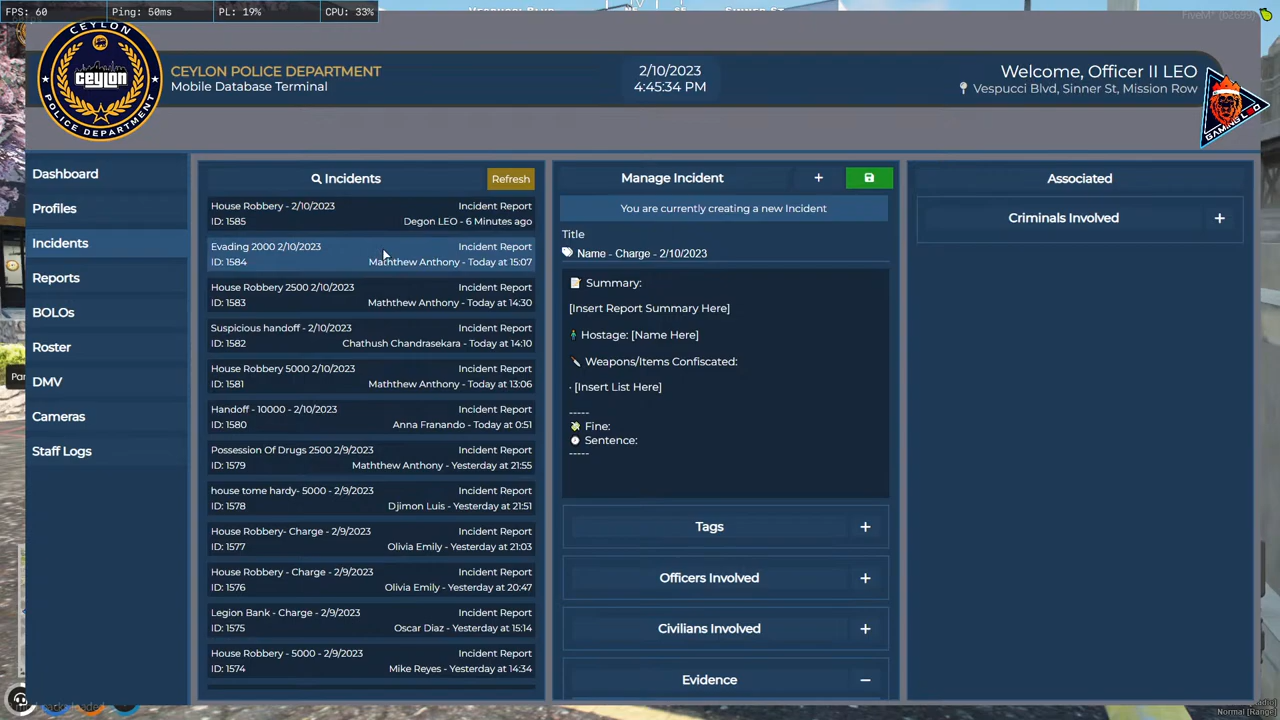 FPS: 60
Ping: 50ms
PL: 19%
CPU: 33%
FiveM® (b2699)
CEYLON
POLICE DEPARTMENT
CEYLON POLICE DEPARTMENT
Mobile Database Terminal
2/10/2023
4:45:34 PM
Welcome, Officer II LEO
Vespucci Blvd, Sinner St, Mission Row
GAMING LEO
Dashboard
Profiles
Incidents
Reports
BOLOs
Roster
DMV
Cameras
Staff Logs
Incidents
Refresh
House Robbery - 2/10/2023 Incident Report
ID: 1585 Degon LEO - 6 Minutes ago
Evading 2000 2/10/2023 Incident Report
ID: 1584 Maththew Anthony - Today at 15:07
House Robbery 2500 2/10/2023 Incident Report
ID: 1583 Maththew Anthony - Today at 14:30
Suspicious handoff - 2/10/2023 Incident Report
ID: 1582 Chathush Chandrasekara - Today at 14:10
House Robbery 5000 2/10/2023 Incident Report
ID: 1581 Maththew Anthony - Today at 13:06
Handoff - 10000 - 2/10/2023 Incident Report
ID: 1580 Anna Franando - Today at 0:51
Possession Of Drugs 2500 2/9/2023 Incident Report
ID: 1579 Maththew Anthony - Yesterday at 21:55
house tome hardy- 5000 - 2/9/2023 Incident Report
ID: 1578 Djimon Luis - Yesterday at 21:51
House Robbery- Charge - 2/9/2023 Incident Report
ID: 1577 Olivia Emily - Yesterday at 21:03
House Robbery - Charge - 2/9/2023 Incident Report
ID: 1576 Olivia Emily - Yesterday at 20:47
Legion Bank - Charge - 2/9/2023 Incident Report
ID: 1575 Oscar Diaz - Yesterday at 15:14
House Robbery - 5000 - 2/9/2023 Incident Report
ID: 1574 Mike Reyes - Yesterday at 14:34
Manage Incident
+
You are currently creating a new Incident
Title
Name - Charge - 2/10/2023
Summary:
[Insert Report Summary Here]
Hostage: [Name Here]
Weapons/Items Confiscated:
· [Insert List Here]
-----
Fine:
Sentence:
-----
Tags +
Officers Involved +
Civilians Involved +
Evidence −
Associated
Criminals Involved +
Radio
Normal [Range]